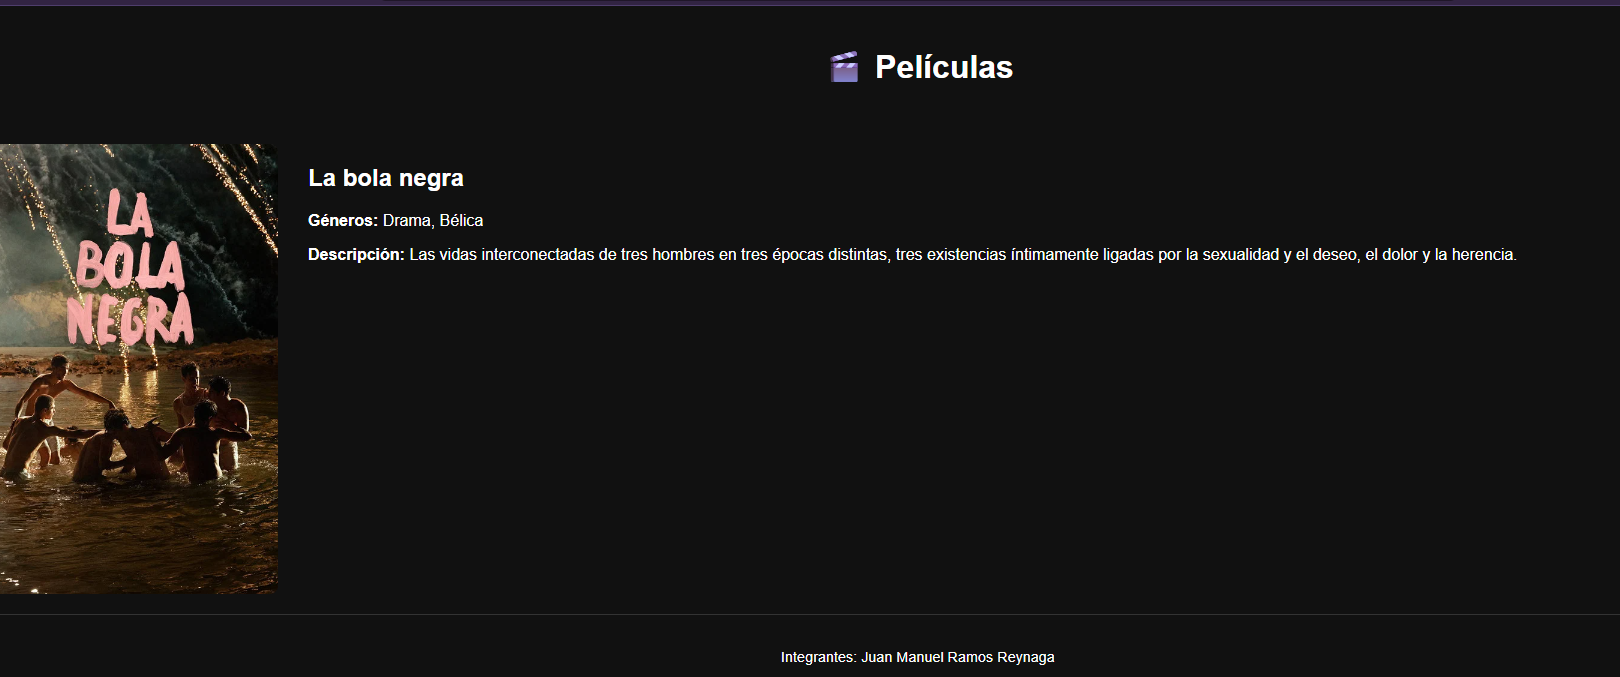 🎬 Películas
LA
BOLA
NEGRA
La bola negra
Géneros: Drama, Bélica
Descripción: Las vidas interconectadas de tres hombres en tres épocas distintas, tres existencias íntimamente ligadas por la sexualidad y el deseo, el dolor y la herencia.
Integrantes: Juan Manuel Ramos Reynaga